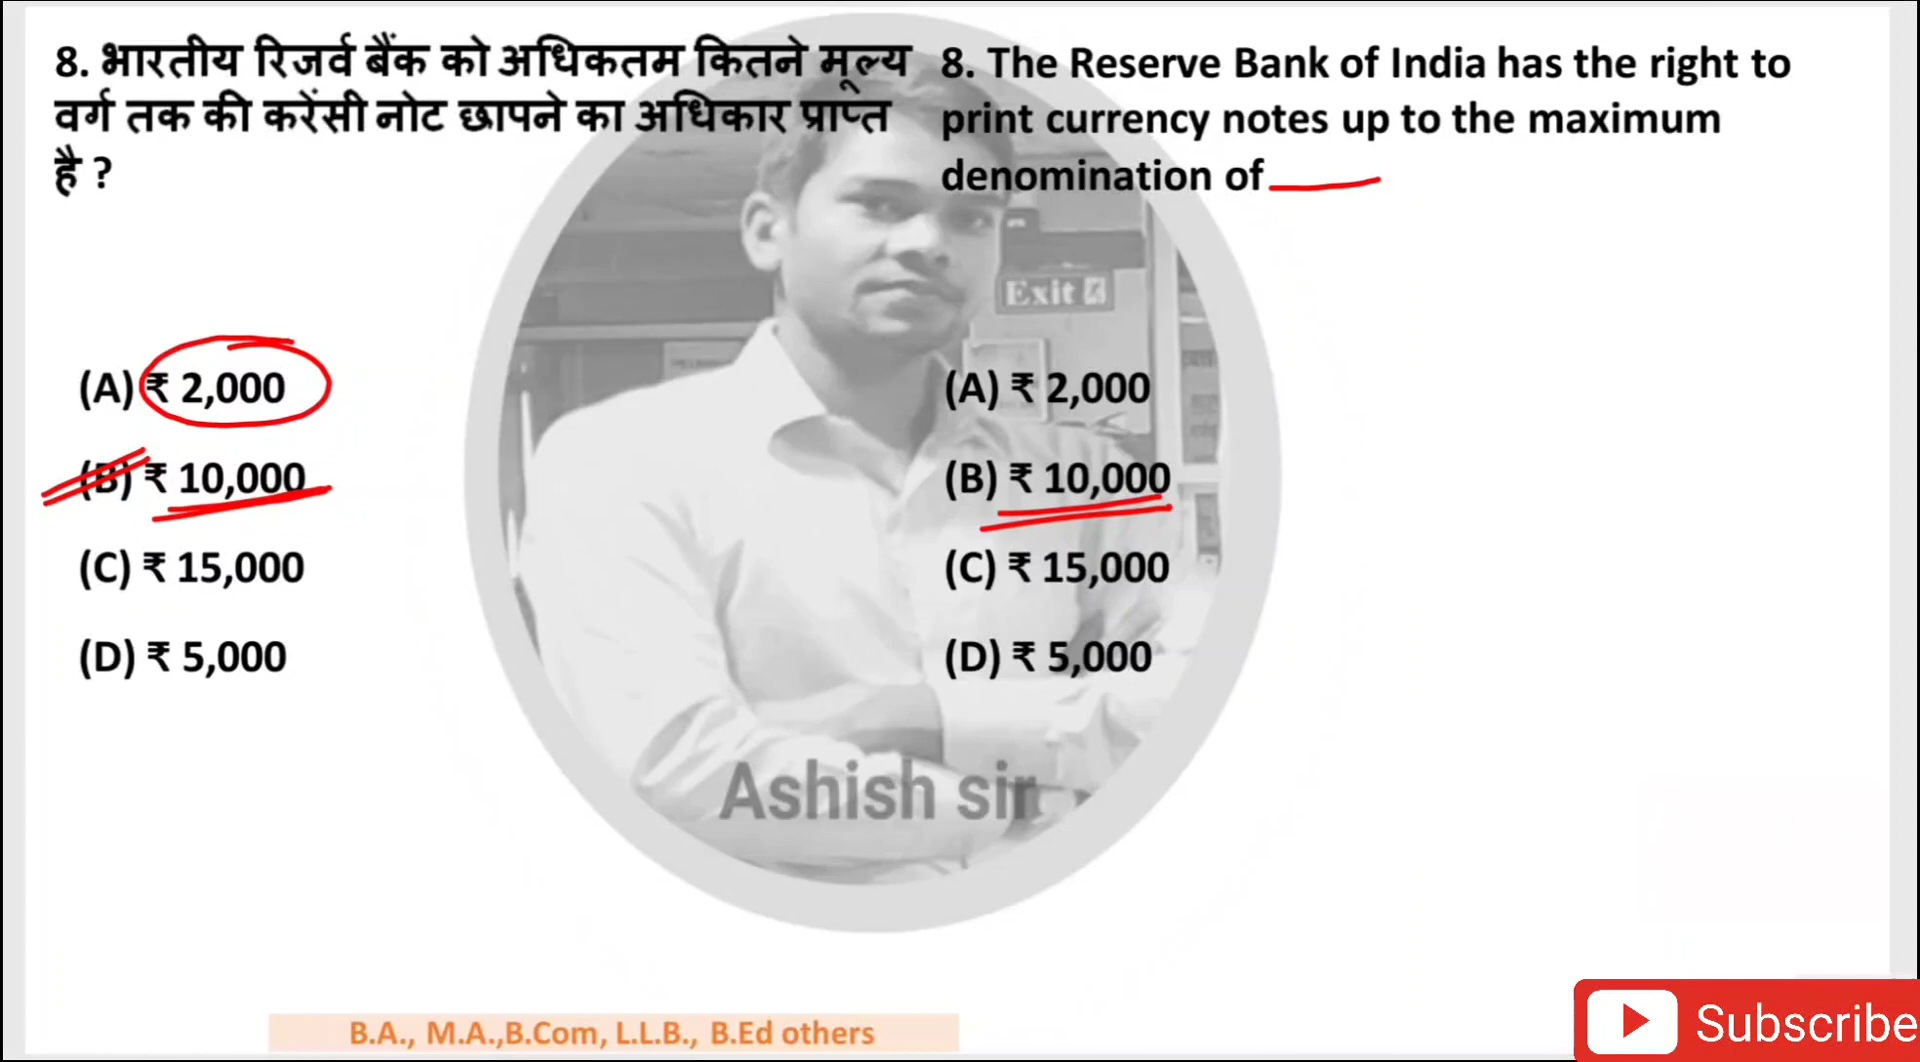 8. भारतीय रिजर्व बैंक को अधिकतम कितने मूल्य
वर्ग तक की करेंसी नोट छापने का अधिकार प्राप्त
है ?
(A) ₹ 2,000
(B) ₹ 10,000
(C) ₹ 15,000
(D) ₹ 5,000
8. The Reserve Bank of India has the right to
print currency notes up to the maximum
denomination of
(A) ₹ 2,000
(B) ₹ 10,000
(C) ₹ 15,000
(D) ₹ 5,000
Exit
Ashish sir
B.A., M.A.,B.Com, L.L.B., B.Ed others
Subscribe